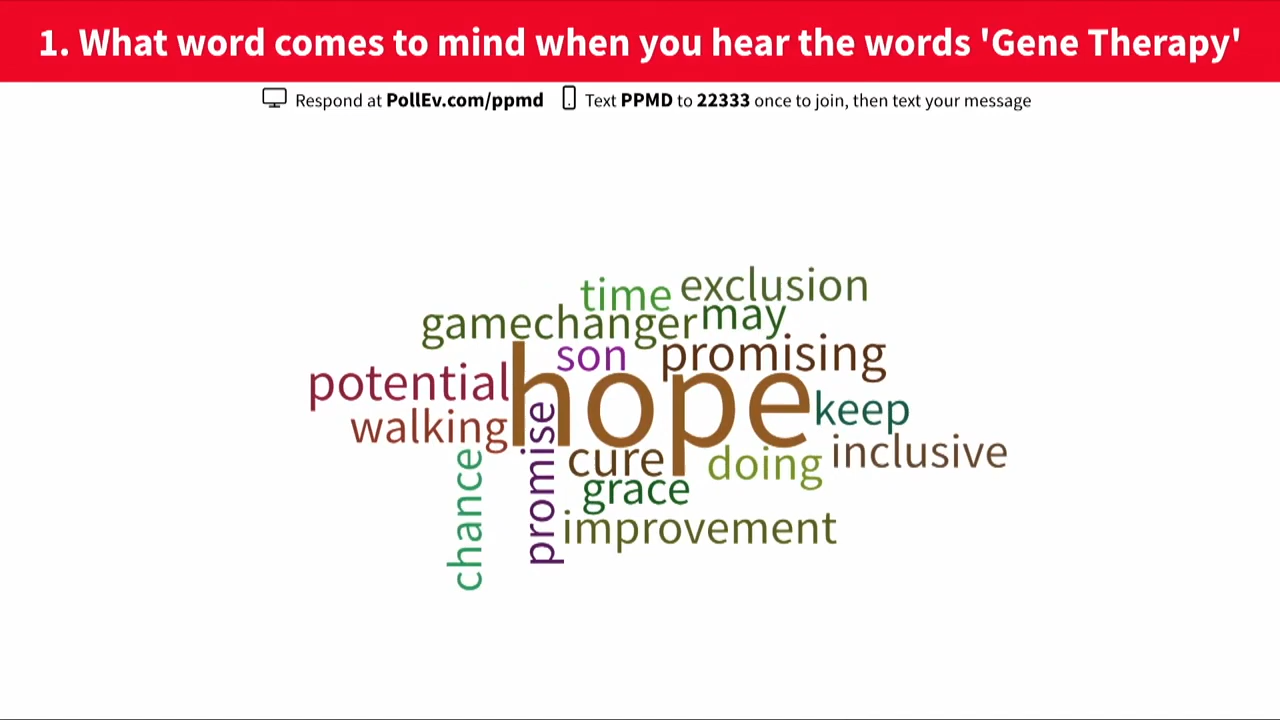 1. What word comes to mind when you hear the words 'Gene Therapy'
Respond at PollEv.com/ppmd Text PPMD to 22333 once to join, then text your message
time exclusion
gamechanger may
son promising
potential hope
walking keep
promise
cure doing inclusive
chance grace
improvement